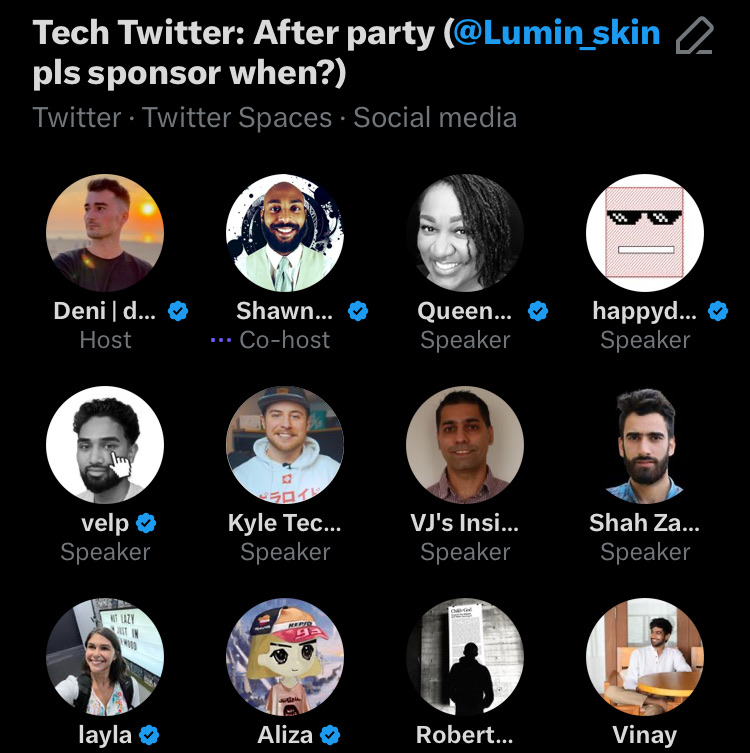 Tech Twitter: After party (@Lumin_skin
pls sponsor when?)
Twitter · Twitter Spaces · Social media
Deni | d... Shawn... Queen... happyd...
Host ··· Co-host Speaker Speaker
velp Kyle Tec... VJ's Insi... Shah Za...
Speaker Speaker Speaker Speaker
layla Aliza Robert... Vinay